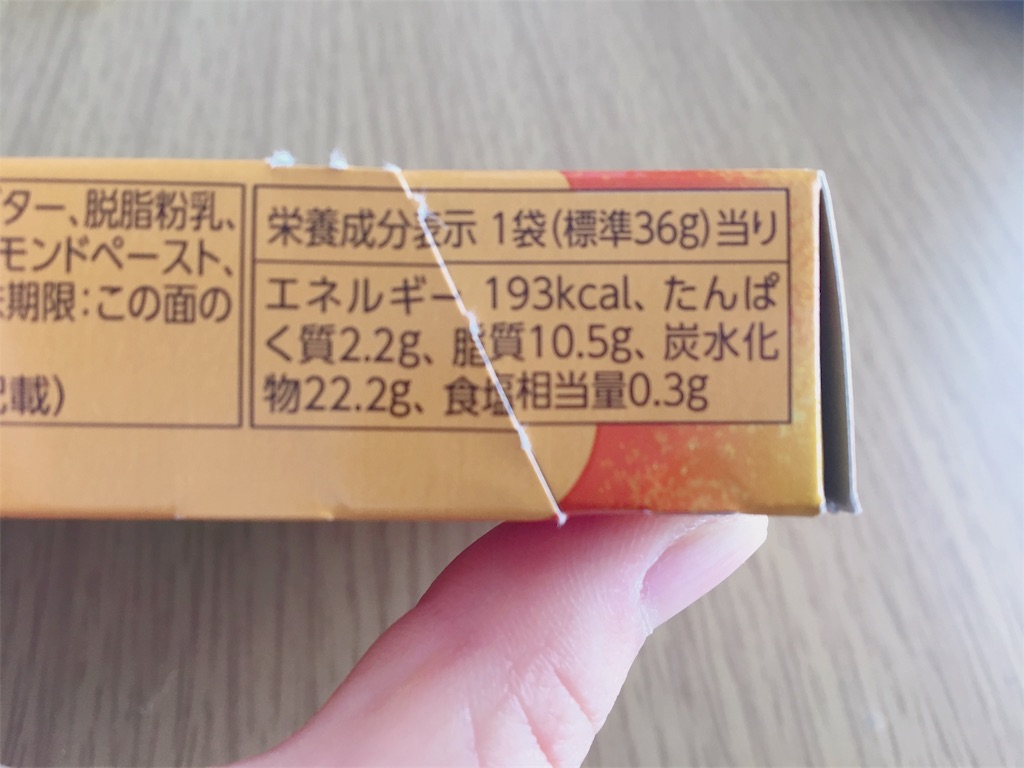 ター、脱脂粉乳、
モンドペースト、
期限:この面の
載)
栄養成分表示 1袋(標準36g)当り
エネルギー 193kcal、たんぱ
く質2.2g、脂質10.5g、炭水化
物22.2g、食塩相当量0.3g